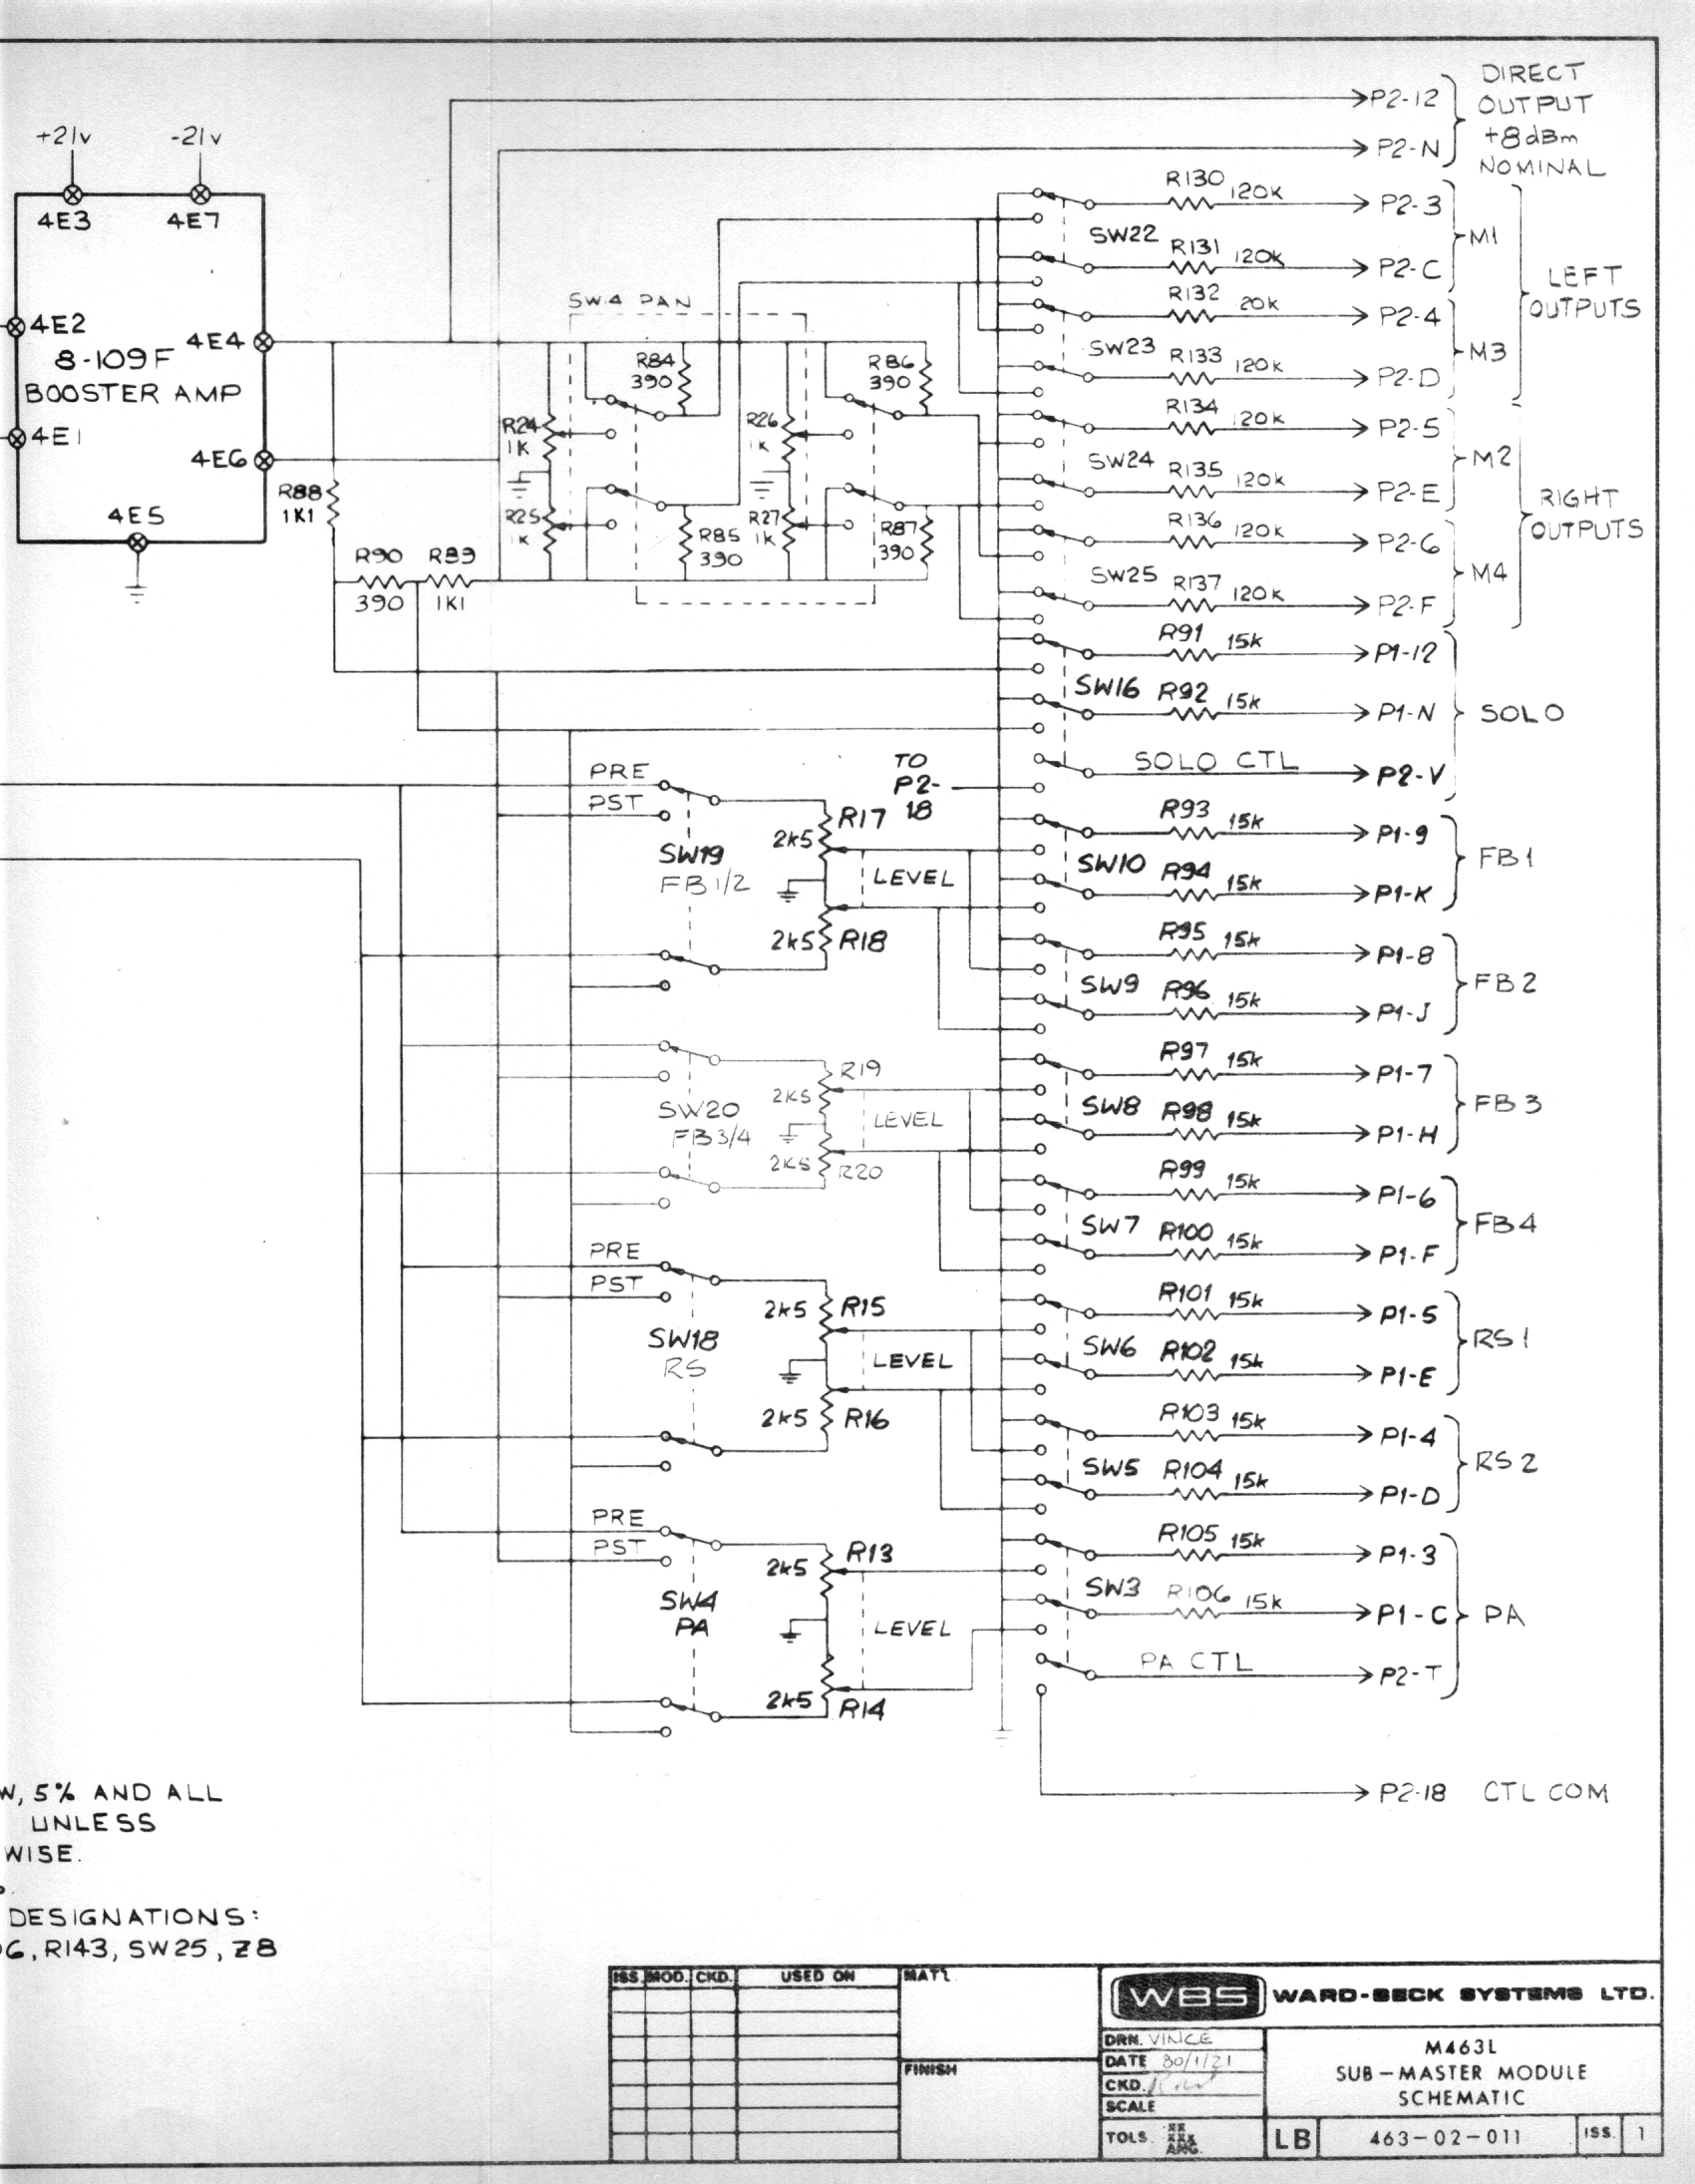 DIRECT
OUTPUT
+8dBm
NOMINAL
P2-12
P2-N
+21v
-21v
4E3
4E7
4E2
8-109F
4E4
BOOSTER AMP
4E1
4E6
4E5
R88
1K1
R90
390
R89
1K1
SW14 PAN
R84
390
R86
390
R24
1K
R26
1K
R25
1K
R27
1K
R85
390
R87
390
R130 120K P2-3
SW22 M1
R131 120K P2-C
LEFT
OUTPUTS
R132 20K P2-4
SW23 M3
R133 120K P2-D
R134 120K P2-5
SW24 M2
R135 120K P2-E
RIGHT
OUTPUTS
R136 120K P2-6
SW25 M4
R137 120K P2-F
R91 15K P1-12
SW16 R92 15K P1-N SOLO
SOLO CTL P2-V
TO
P2-
18
PRE
PST
SW19
FB 1/2
2K5 R17
LEVEL
2K5 R18
R93 15K P1-9
SW10 R94 15K P1-K
FB1
R95 15K P1-8
SW9 R96 15K P1-J
FB2
SW20
FB 3/4
2K5 R19
LEVEL
2K5 R20
R97 15K P1-7
SW8 R98 15K P1-H
FB3
R99 15K P1-6
SW7 R100 15K P1-F
FB4
PRE
PST
SW18
RS
2K5 R15
LEVEL
2K5 R16
R101 15K P1-5
SW6 R102 15K P1-E
RS1
R103 15K P1-4
SW5 R104 15K P1-D
RS2
PRE
PST
SW4
PA
2K5 R13
LEVEL
2K5 R14
R105 15K P1-3
SW3 R106 15K P1-C PA
PA CTL P2-T
P2-18 CTL COM
W, 5% AND ALL
UNLESS
WISE.
DESIGNATIONS:
06, R143, SW25, Z8
ISS. MOD. CKD. USED ON MATL
FINISH
WBS WARD-BECK SYSTEMS LTD.
DRN. VINCE
DATE 80/1/21
CKD.
SCALE
TOLS. XX
XXX
ANG.
M463L
SUB-MASTER MODULE
SCHEMATIC
LB 463-02-011 ISS. 1